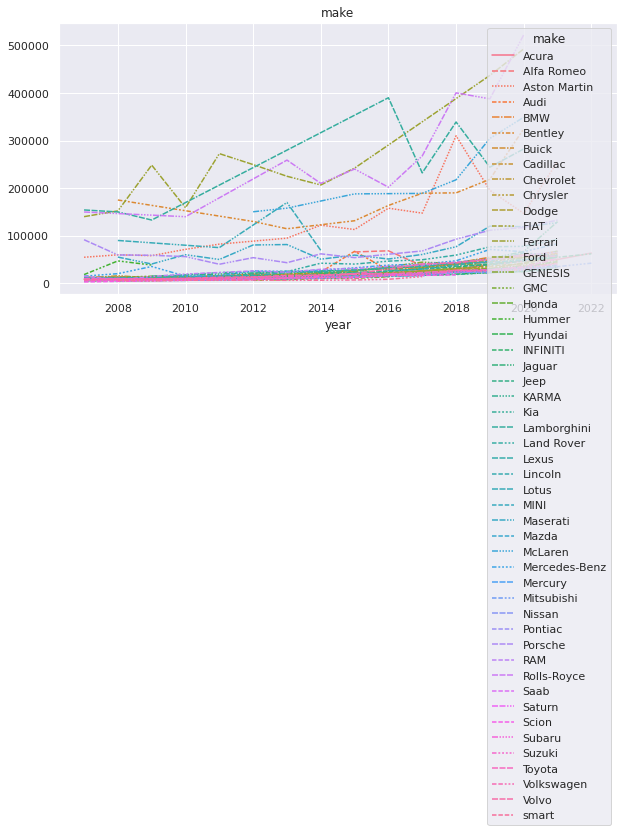 make
500000
400000
300000
200000
100000
0
2008 2010 2012 2014 2016 2018 2020 2022
year
make
Acura
Alfa Romeo
Aston Martin
Audi
BMW
Bentley
Buick
Cadillac
Chevrolet
Chrysler
Dodge
FIAT
Ferrari
Ford
GENESIS
GMC
Honda
Hummer
Hyundai
INFINITI
Jaguar
Jeep
KARMA
Kia
Lamborghini
Land Rover
Lexus
Lincoln
Lotus
MINI
Maserati
Mazda
McLaren
Mercedes-Benz
Mercury
Mitsubishi
Nissan
Pontiac
Porsche
RAM
Rolls-Royce
Saab
Saturn
Scion
Subaru
Suzuki
Toyota
Volkswagen
Volvo
smart